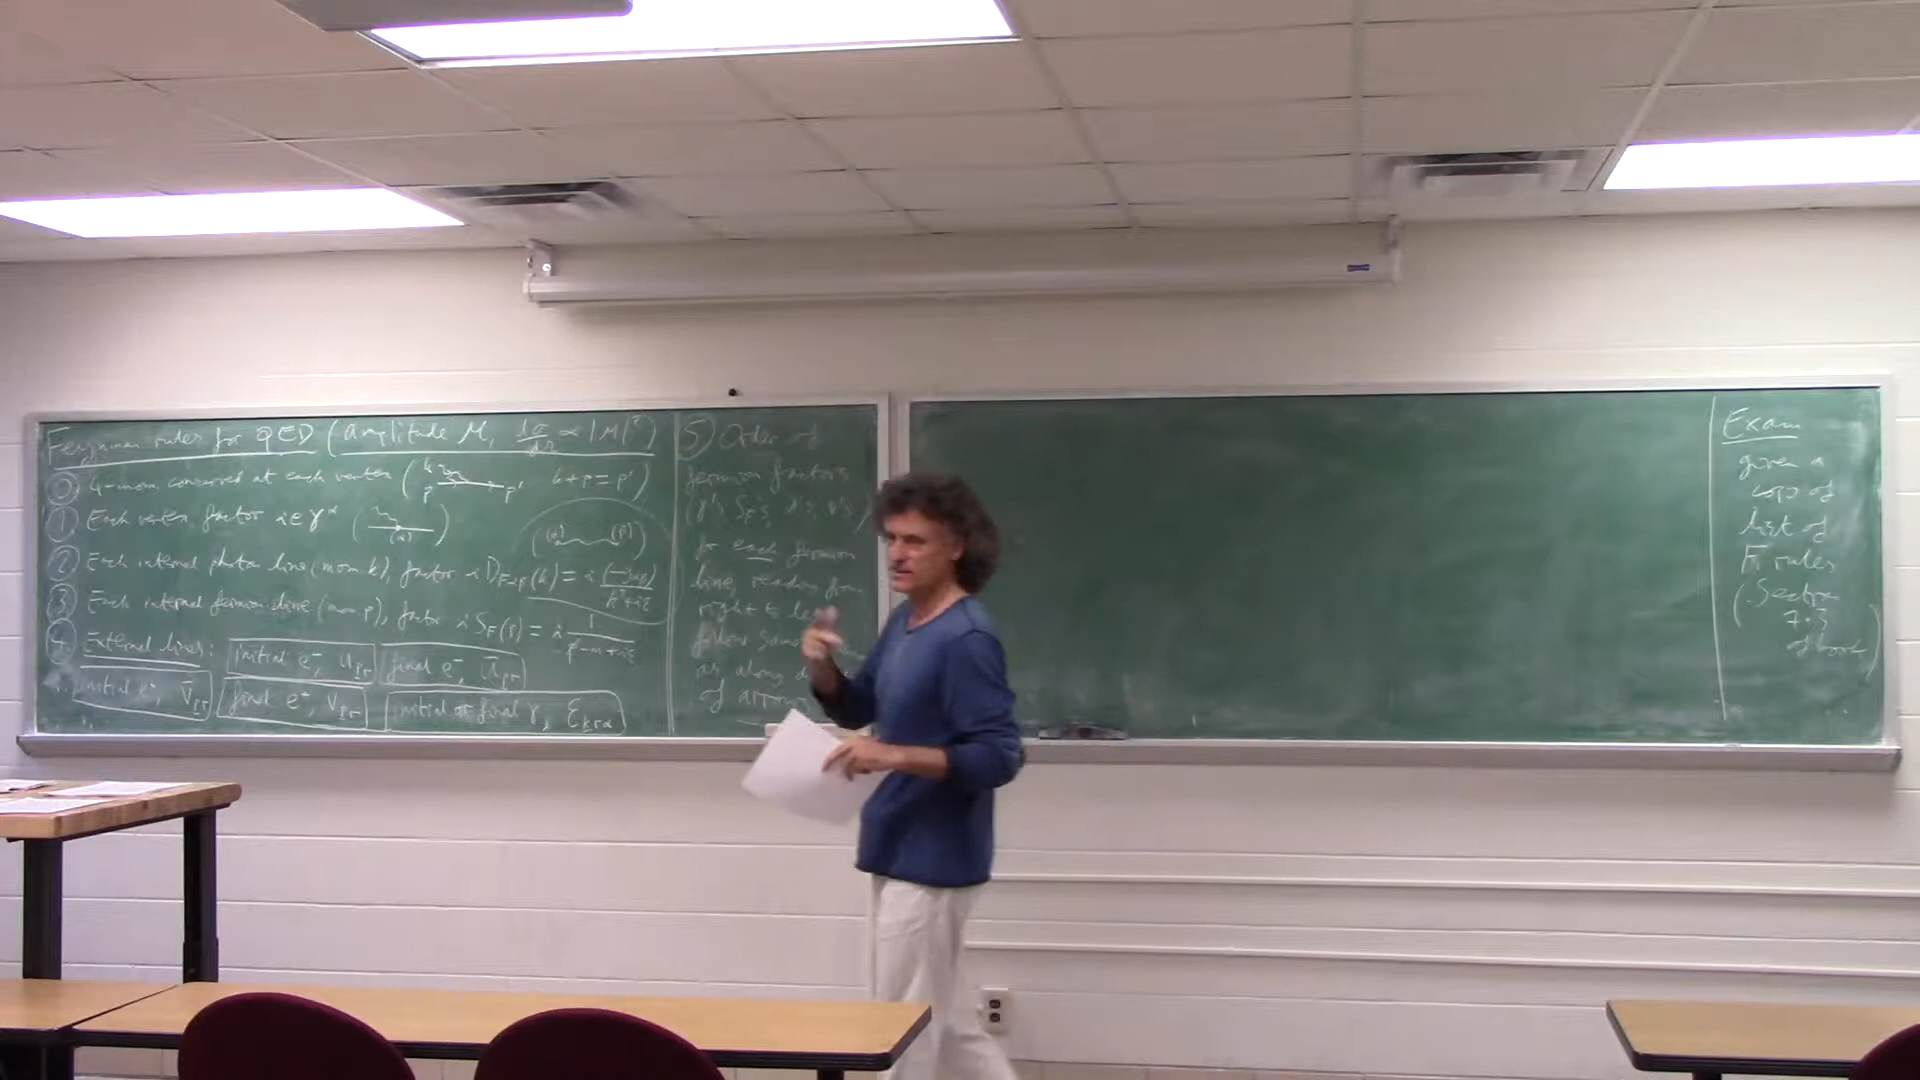 Feynman rules for QED (amplitude M, dσ/dΩ ∝ |M|²)
0 4-mom conserved at each vertex ( k p p' k+p=p' )
1 Each vertex factor ieγ^α ( (α) )
2 Each internal photon line (mom k), factor iD_Fαβ(k) = i (-g_αβ)/(k²+iε) ( (α) (β) )
3 Each internal fermion line (mom p), factor iS_F(p) = i 1/(p̸-m+iε)
4 External lines: initial e⁻, u_pr final e⁻, ū_pr
initial e⁺, v̄_pr final e⁺, v_pr initial or final γ, ε_krα
5) Order of
fermion factors
(γ's, S_F's, u's, v's,)
for each fermion
line, reading from
right to
follow
as along
of
Exam
given a
copy of
list of
F. rules
(Section
7.3
of book)